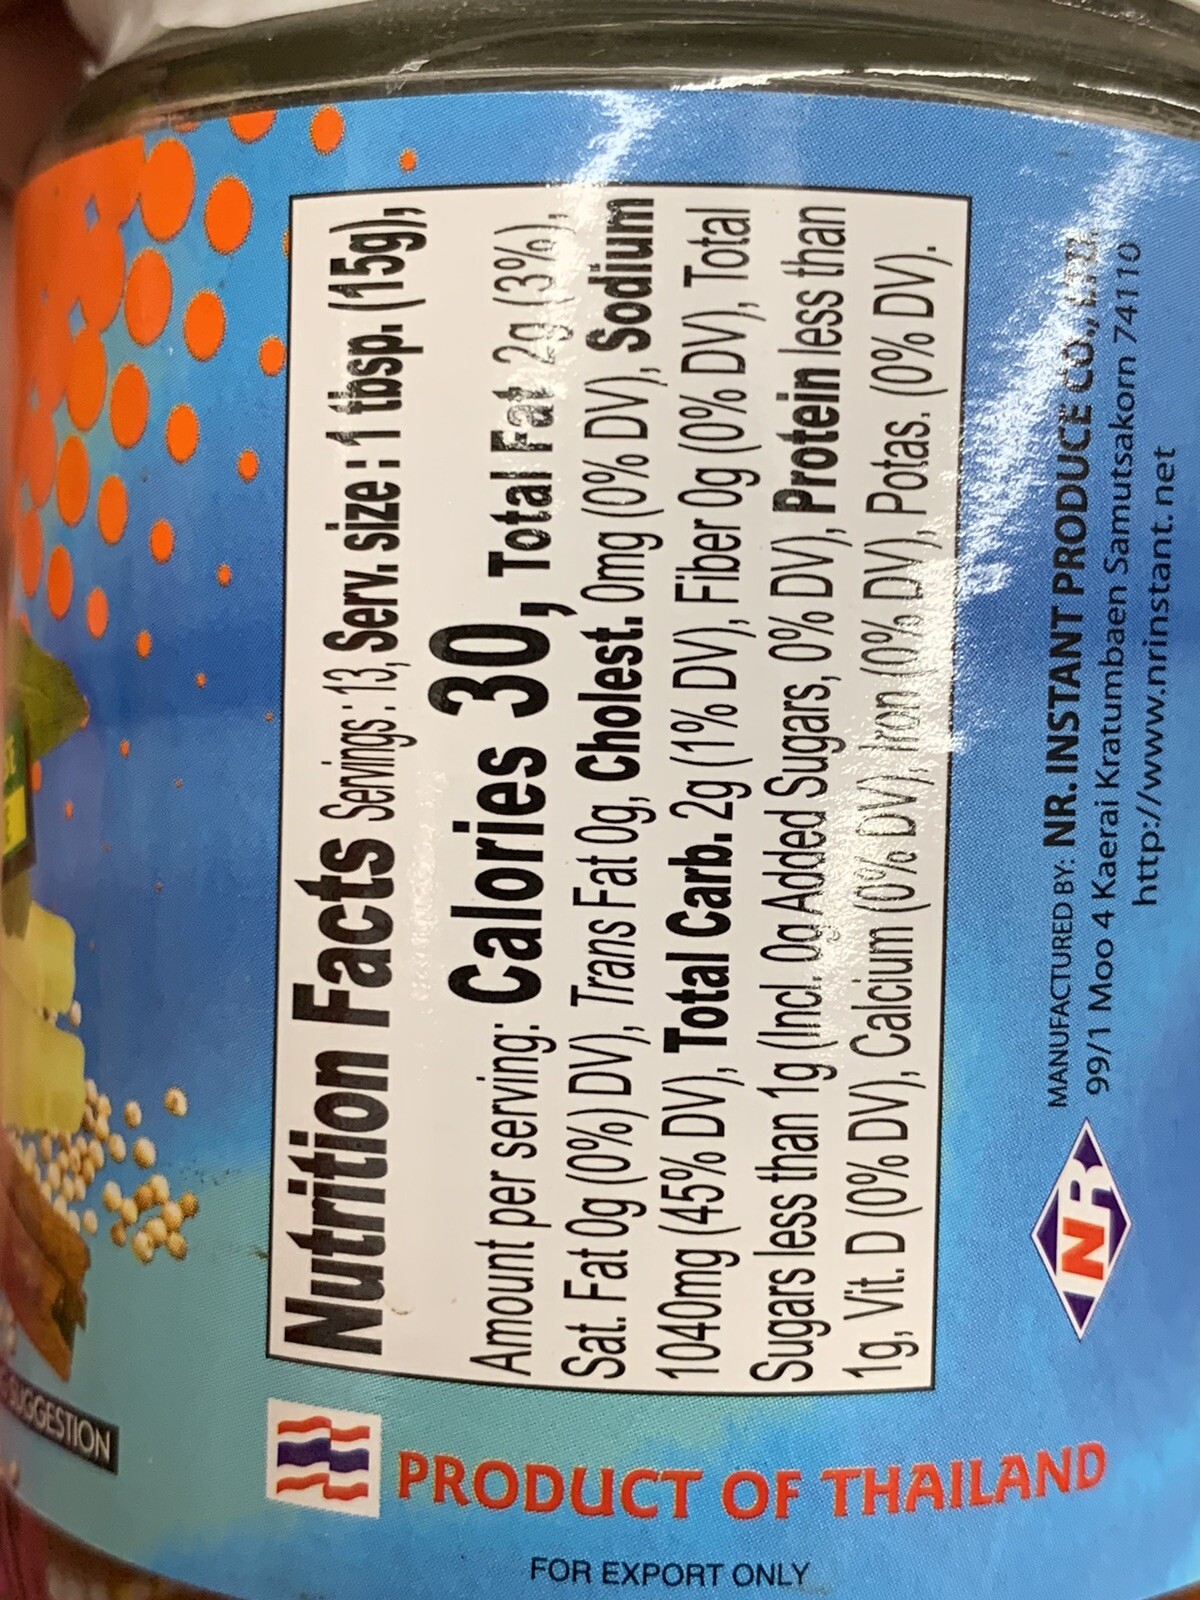 Nutrition Facts Servings : 13, Serv. size : 1 tbsp. (15g),
Amount per serving: Calories 30, Total Fat 2g (3%),
Sat. Fat 0g (0%) DV), Trans Fat 0g, Cholest. 0mg (0% DV), Sodium
1040mg (45% DV), Total Carb. 2g (1% DV), Fiber 0g (0% DV), Total
Sugars less than 1g (Incl. 0g Added Sugars, 0% DV), Protein less than
1g, Vit. D (0% DV), Calcium (0% DV), Iron (0% DV), Potas. (0% DV).
NR
MANUFACTURED BY: NR.INSTANT PRODUCE CO., LTD.
99/1 Moo 4 Kaerai Kratumbaen Samutsakorn 74110
http://www.nrinstant.net
PRODUCT OF THAILAND
FOR EXPORT ONLY
SUGGESTION